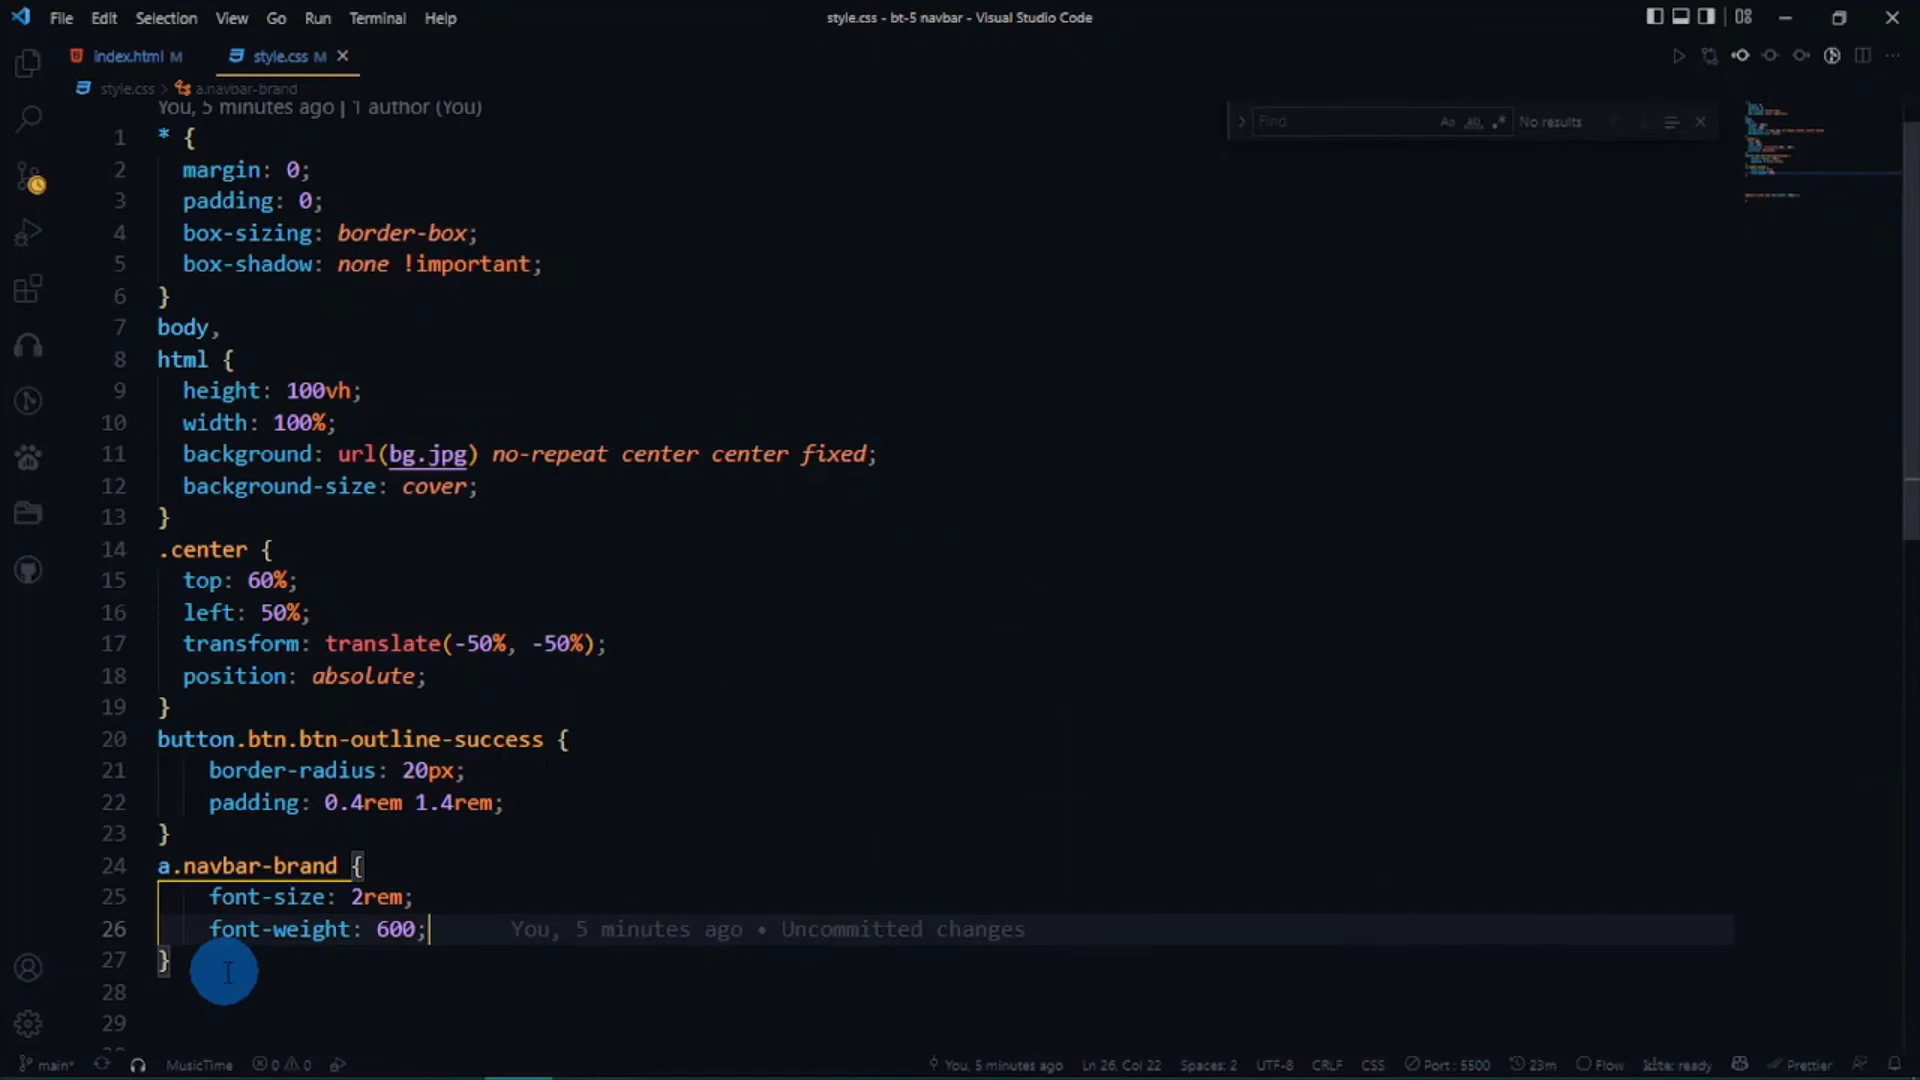 File Edit Selection View Go Run Terminal Help
style.css - bt-5 navbar - Visual Studio Code
index.html M
style.css M
style.css > a.navbar-brand
You, 5 minutes ago | 1 author (You)
Find
Aa ab, .*
No results
1 * {
2 margin: 0;
3 padding: 0;
4 box-sizing: border-box;
5 box-shadow: none !important;
6 }
7 body,
8 html {
9 height: 100vh;
10 width: 100%;
11 background: url(bg.jpg) no-repeat center center fixed;
12 background-size: cover;
13 }
14 .center {
15 top: 60%;
16 left: 50%;
17 transform: translate(-50%, -50%);
18 position: absolute;
19 }
20 button.btn.btn-outline-success {
21 border-radius: 20px;
22 padding: 0.4rem 1.4rem;
23 }
24 a.navbar-brand {
25 font-size: 2rem;
26 font-weight: 600; You, 5 minutes ago • Uncommitted changes
27 }
28
29
main* MusicTime 0 0 You, 5 minutes ago Ln 26, Col 22 Spaces: 2 UTF-8 CRLF CSS Port : 5500 23m Flow kite: ready Prettier